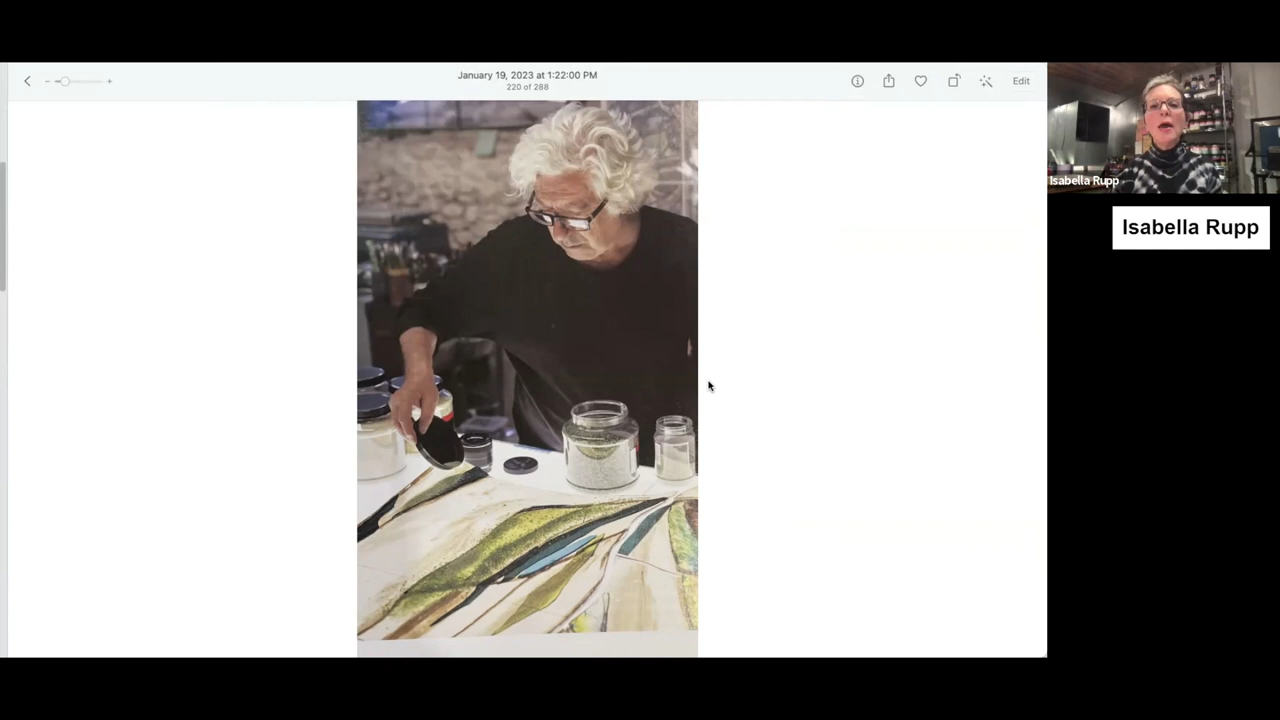 January 19, 2023 at 1:22:00 PM
220 of 288
Edit
Isabella Rupp
Isabella Rupp